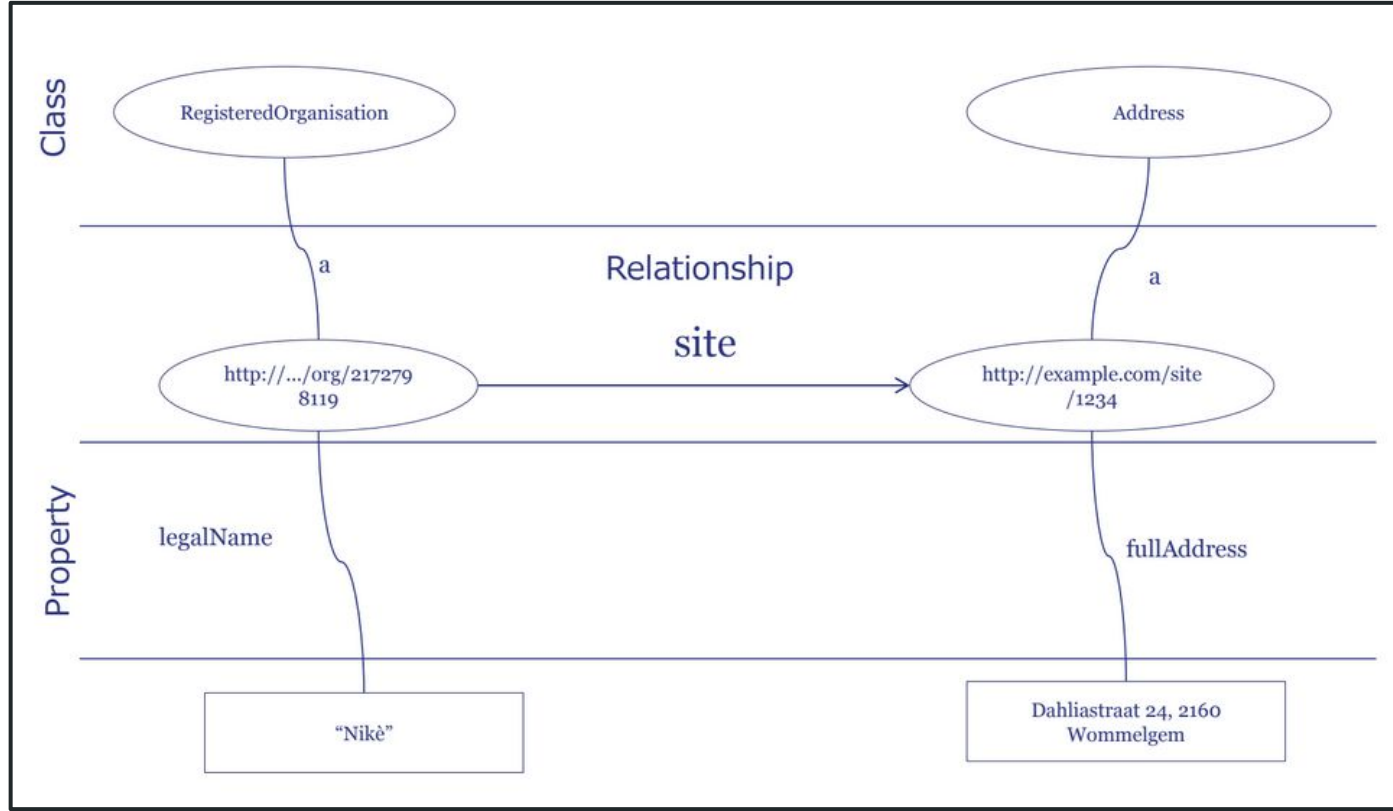 Class
RegisteredOrganisation
Address
a
Relationship
a
site
http://.../org/217279
8119
http://example.com/site
/1234
Property
legalName
fullAddress
“Nikè”
Dahliastraat 24, 2160
Wommelgem